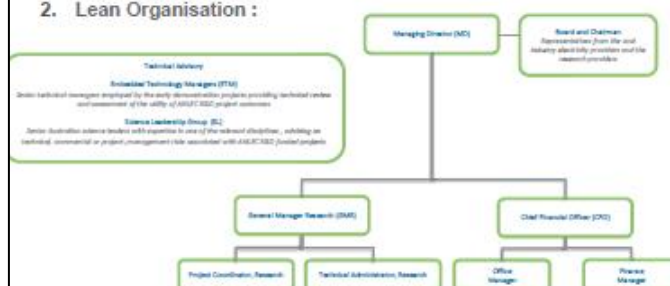 2. Lean Organisation :
Managing Director (MD)
Board and Chairman
Representatives from the coal
industry electricity providers and the
research providers
Technical Advisory
Embedded Technology Managers (ETM)
Senior technical managers employed by the early demonstration projects providing technical review
and assessment of the utility of ANLEC R&D project outcomes
Science Leadership Group (SL)
Senior Australian science leaders with expertise in one of the relevant disciplines, advising on
technical, commercial or project management risks associated with ANLEC R&D funded projects
General Manager Research (GMR)
Chief Financial Officer (CFO)
Project Coordinator, Research
Technical Administrator, Research
Office
Manager
Finance
Manager